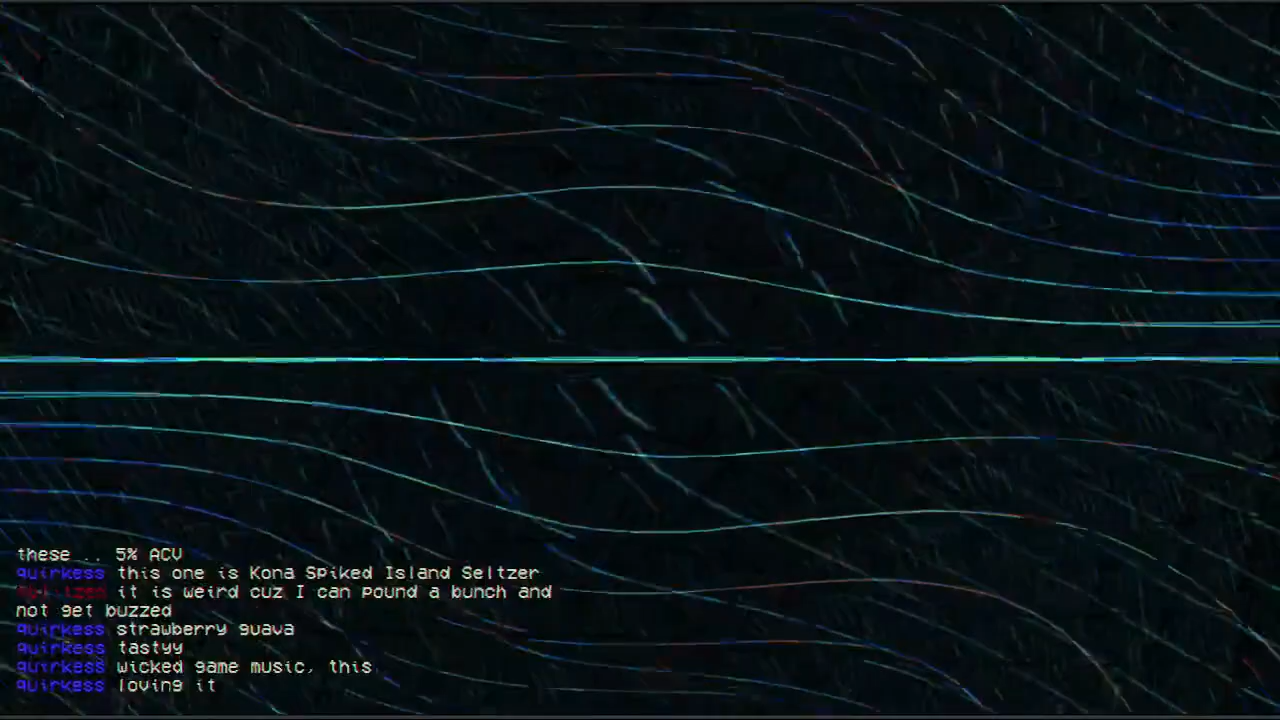 these .. 5% ACV
quirkess this one is Kona Spiked Island Seltzer
it is weird cuz I can pound a bunch and
not get buzzed
quirkess strawberry guava
quirkess tastyy
quirkess wicked game music, this
quirkess loving it